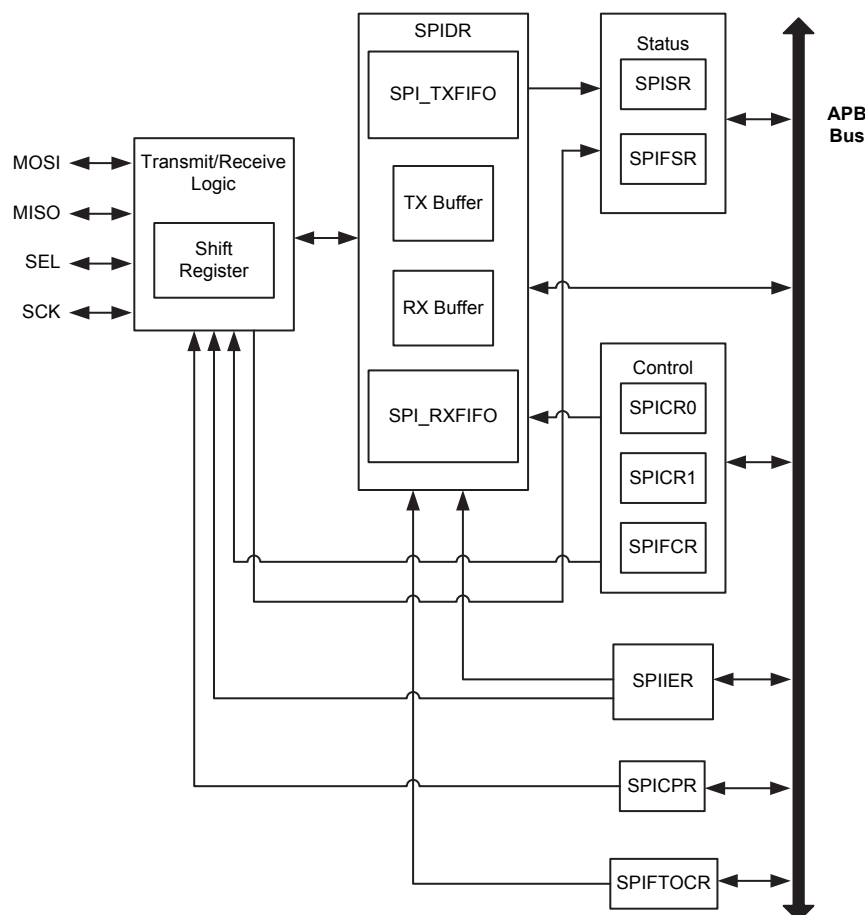 SPIDR
SPI_TXFIFO
TX Buffer
RX Buffer
SPI_RXFIFO
Status
SPISR
SPIFSR
APB
Bus
MOSI
MISO
SEL
SCK
Transmit/Receive
Logic
Shift
Register
Control
SPICR0
SPICR1
SPIFCR
SPIIER
SPICPR
SPIFTOCR